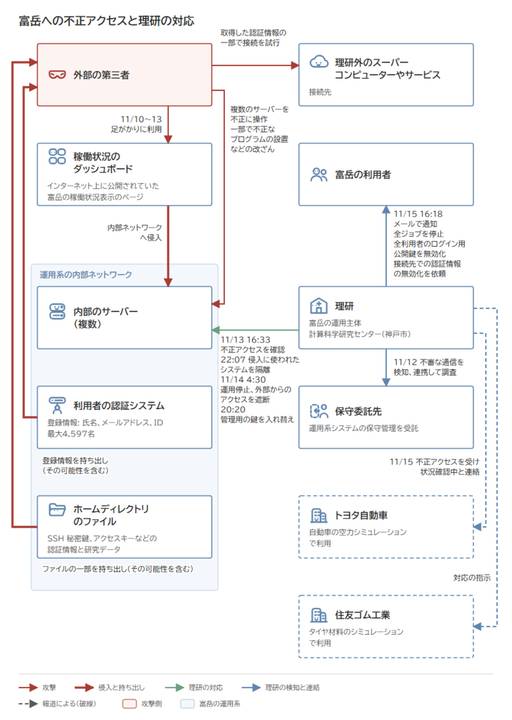 富岳への不正アクセスと理研の対応
取得した認証情報の
一部で接続を試行
外部の第三者
理研外のスーパー
コンピューターやサービス
接続先
11/10〜13
足がかりに利用
複数のサーバーを
不正に操作
一部で不正な
プログラムの設置
などの改ざん
稼働状況の
ダッシュボード
インターネット上に公開されていた
富岳の稼働状況表示のページ
富岳の利用者
内部ネットワーク
へ侵入
11/15 16:18
メールで通知
全ジョブを停止
全利用者のログイン用
公開鍵を無効化
接続先での認証情報
の無効化を依頼
運用系の内部ネットワーク
内部のサーバー
（複数）
理研
富岳の運用主体
計算科学研究センター（神戸市）
11/13 16:33
不正アクセスを確認
22:07 侵入に使われた
システムを隔離
11/14 4:30
運用停止、外部からの
アクセスを遮断
20:20
管理用の鍵を入れ替え
11/12 不審な通信を
検知、連携して調査
利用者の認証システム
登録情報: 氏名、メールアドレス、ID
最大4,597名
保守委託先
運用系システムの保守管理を受託
登録情報を持ち出し
（その可能性を含む）
11/15 不正アクセスを受け
状況確認中と連絡
ホームディレクトリ
のファイル
SSH 秘密鍵、アクセスキーなどの
認証情報と研究データ
トヨタ自動車
自動車の空力シミュレーション
で利用
ファイルの一部を持ち出し（その可能性を含む）
対応の指示
住友ゴム工業
タイヤ材料のシミュレーション
で利用
攻撃
侵入と持ち出し
理研の対応
理研の検知と連絡
報道による（破線）
攻撃側
富岳の運用系